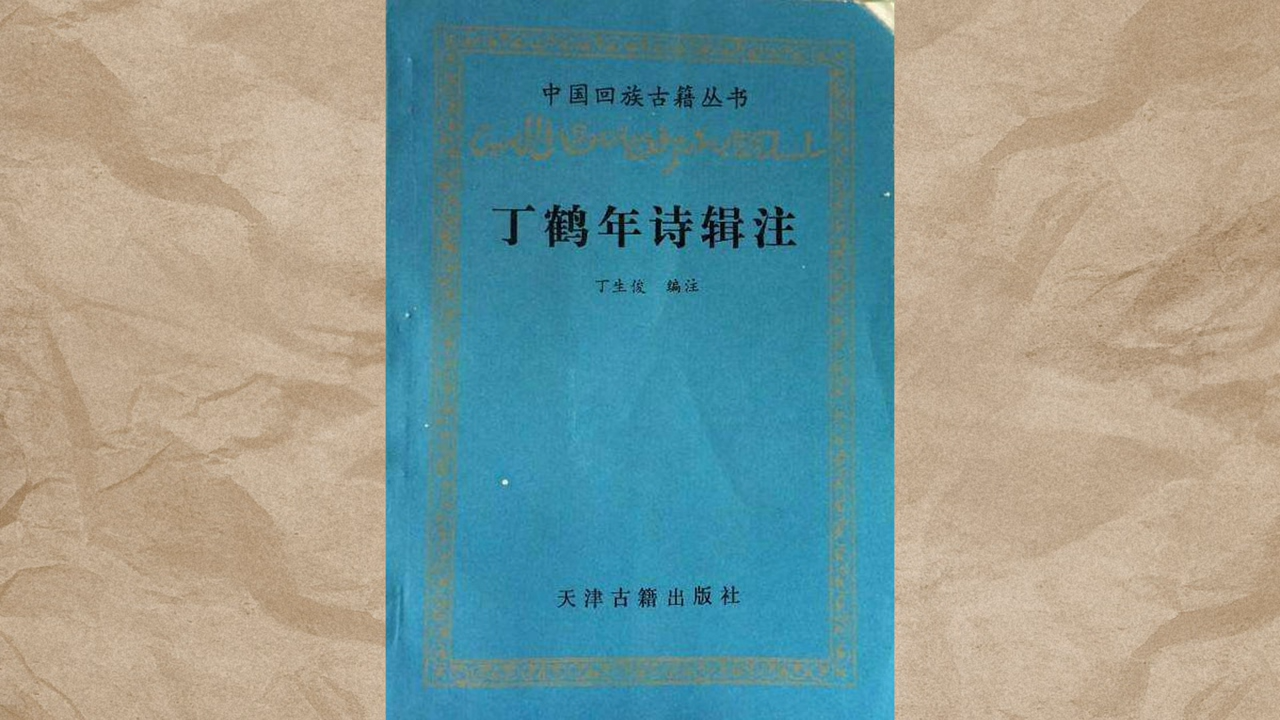 中国回族古籍丛书
丁鹤年诗辑注
丁生俊 编注
天津古籍出版社